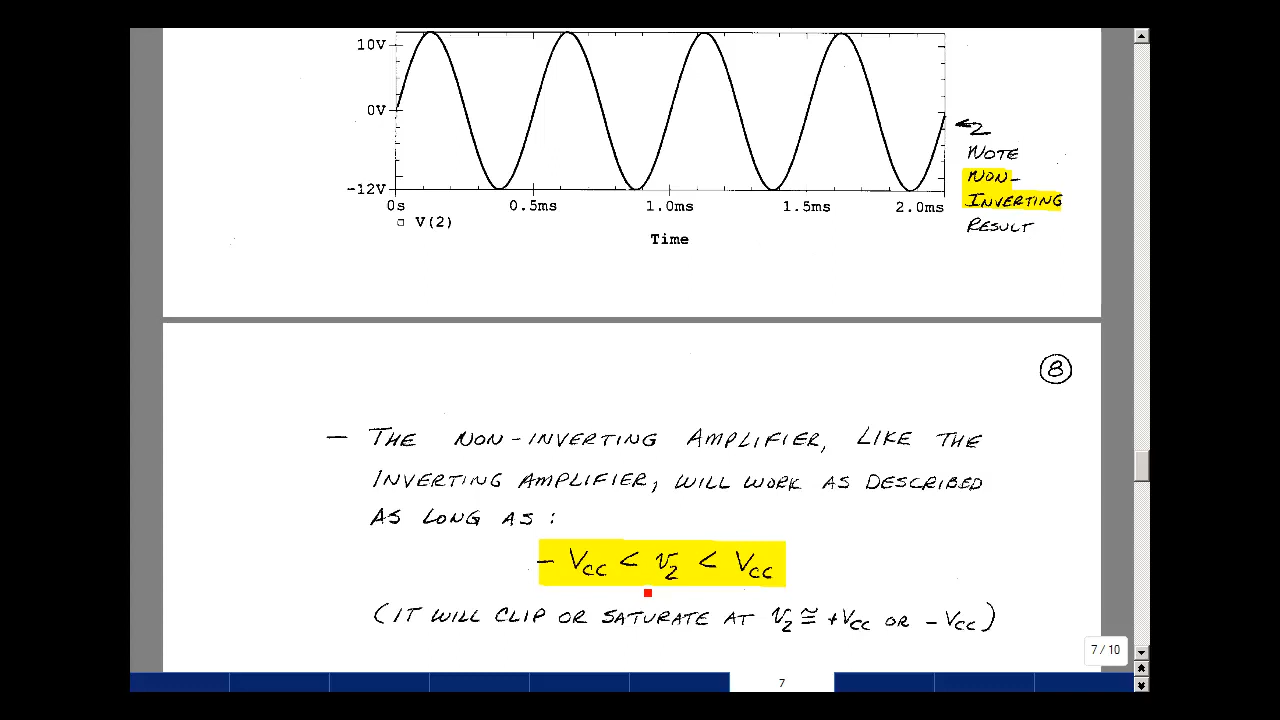 10V
0V
NOTE
-12V
NON-
0s 0.5ms 1.0ms 1.5ms 2.0ms
INVERTING
V(2)
RESULT
Time
8
— THE NON-INVERTING AMPLIFIER, LIKE THE
INVERTING AMPLIFIER, WILL WORK AS DESCRIBED
AS LONG AS:
- VCC < v2 < VCC
(IT WILL CLIP OR SATURATE AT v2 ≅ +VCC OR -VCC)
7 / 10
7